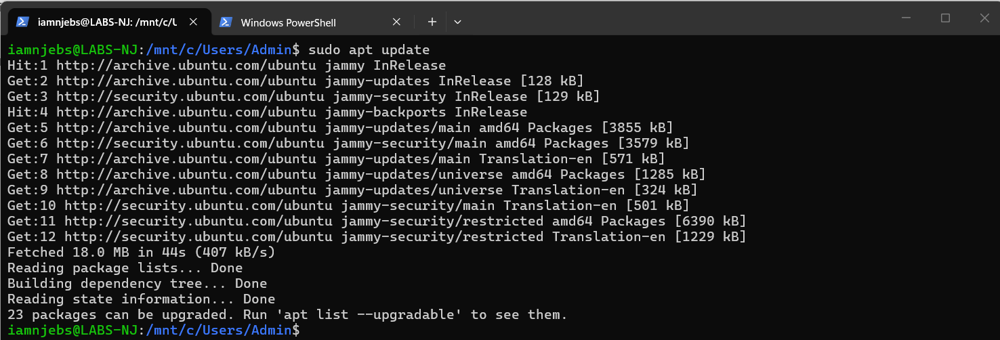 iamnjebs@LABS-NJ: /mnt/c/U
Windows PowerShell
iamnjebs@LABS-NJ:/mnt/c/Users/Admin$ sudo apt update
Hit:1 http://archive.ubuntu.com/ubuntu jammy InRelease
Get:2 http://archive.ubuntu.com/ubuntu jammy-updates InRelease [128 kB]
Get:3 http://security.ubuntu.com/ubuntu jammy-security InRelease [129 kB]
Hit:4 http://archive.ubuntu.com/ubuntu jammy-backports InRelease
Get:5 http://archive.ubuntu.com/ubuntu jammy-updates/main amd64 Packages [3855 kB]
Get:6 http://security.ubuntu.com/ubuntu jammy-security/main amd64 Packages [3579 kB]
Get:7 http://archive.ubuntu.com/ubuntu jammy-updates/main Translation-en [571 kB]
Get:8 http://archive.ubuntu.com/ubuntu jammy-updates/universe amd64 Packages [1285 kB]
Get:9 http://archive.ubuntu.com/ubuntu jammy-updates/universe Translation-en [324 kB]
Get:10 http://security.ubuntu.com/ubuntu jammy-security/main Translation-en [501 kB]
Get:11 http://security.ubuntu.com/ubuntu jammy-security/restricted amd64 Packages [6390 kB]
Get:12 http://security.ubuntu.com/ubuntu jammy-security/restricted Translation-en [1229 kB]
Fetched 18.0 MB in 44s (407 kB/s)
Reading package lists... Done
Building dependency tree... Done
Reading state information... Done
23 packages can be upgraded. Run 'apt list --upgradable' to see them.
iamnjebs@LABS-NJ:/mnt/c/Users/Admin$